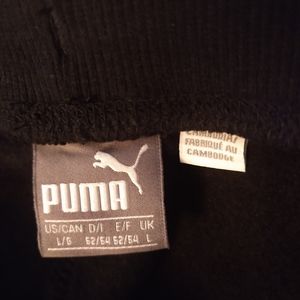 PUMA
US/CAN D/I E/F UK
L/G 52/54 52/54 L
CAMBODIA/
FABRIQUÉ AU
CAMBODGE